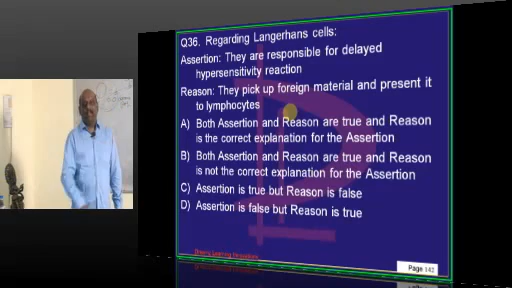 Q36. Regarding Langerhans cells:
Assertion: They are responsible for delayed
hypersensitivity reaction
Reason: They pick up foreign material and present it
to lymphocytes
A) Both Assertion and Reason are true and Reason
is the correct explanation for the Assertion
B) Both Assertion and Reason are true and Reason
is not the correct explanation for the Assertion
C) Assertion is true but Reason is false
D) Assertion is false but Reason is true
Page 143